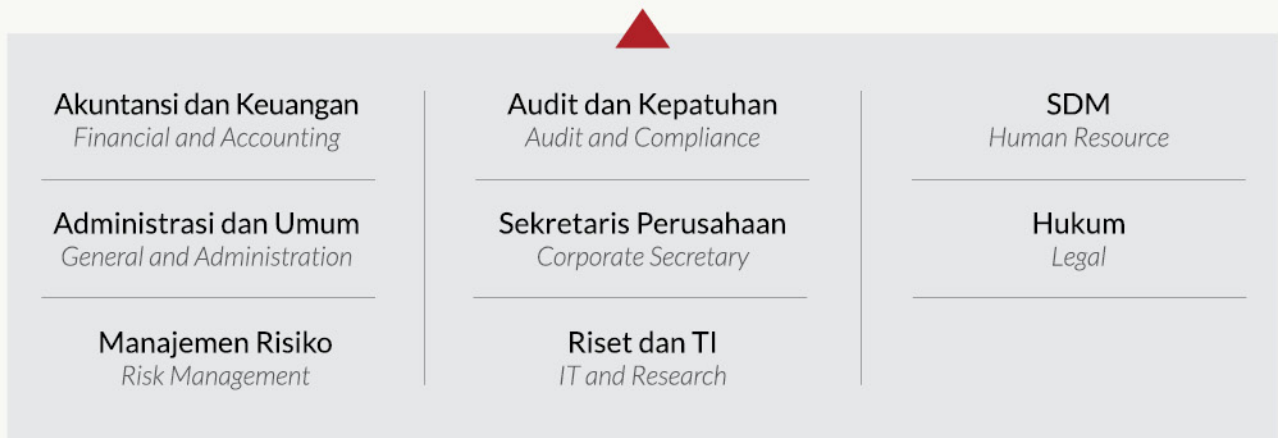 Akuntansi dan Keuangan
Financial and Accounting
Administrasi dan Umum
General and Administration
Manajemen Risiko
Risk Management
Audit dan Kepatuhan
Audit and Compliance
Sekretaris Perusahaan
Corporate Secretary
Riset dan TI
IT and Research
SDM
Human Resource
Hukum
Legal